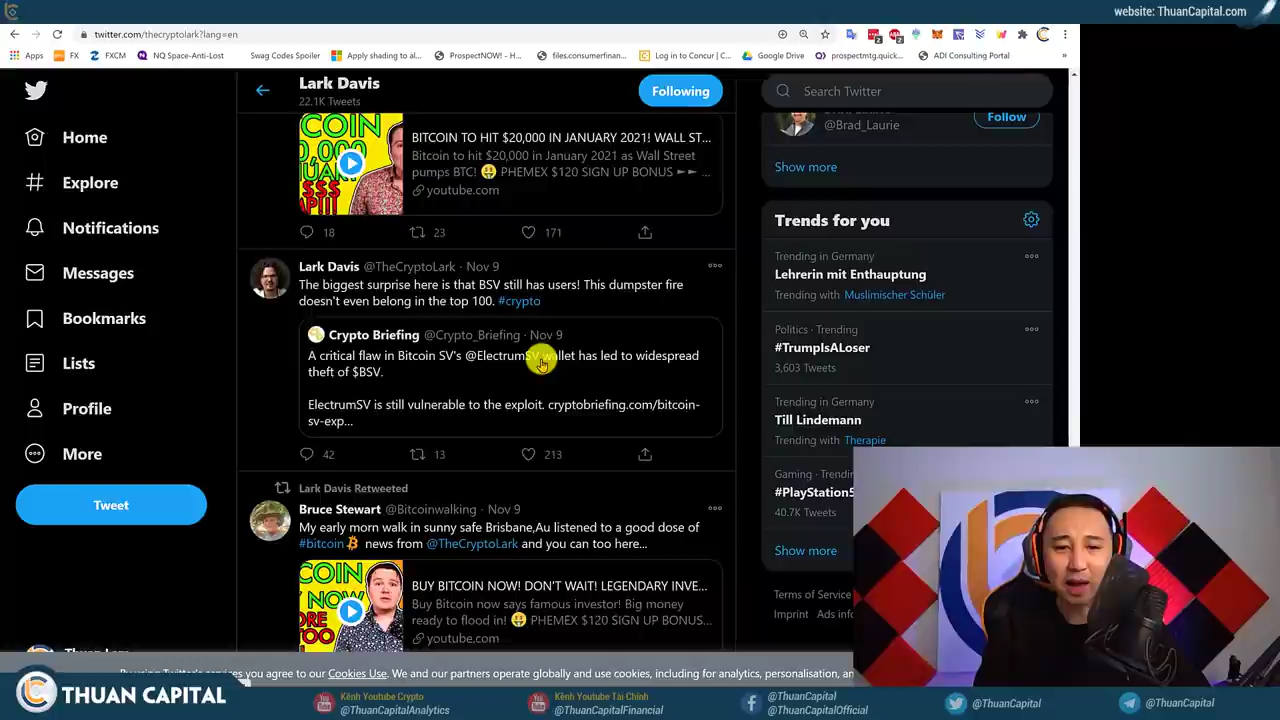 website: ThuanCapital.com
twitter.com/thecryptolark?lang=en
Apps
FX
FXCM
NQ Space-Anti-Lost
Swag Codes Spoiler
Apply shading to al...
ProspectNOW! - H...
files.consumerfinan...
Log in to Concur | C...
Video Conferencing...
prospectmtg.quick...
ADI Consulting Portal
»
Home
Explore
Notifications
Messages
Bookmarks
Lists
Profile
More
Tweet
Lark Davis
22.1K Tweets
Following
BITCOIN TO HIT $20,000 IN JANUARY 2021! WALL ST...
Bitcoin to hit $20,000 in January 2021 as Wall Street
pumps BTC! 🤑 PHEMEX $120 SIGN UP BONUS ►► ...
youtube.com
18
23
171
Lark Davis @TheCryptoLark · Nov 9
The biggest surprise here is that BSV still has users! This dumpster fire
doesn't even belong in the top 100. #crypto
Crypto Briefing @Crypto_Briefing · Nov 9
A critical flaw in Bitcoin SV's @ElectrumSV wallet has led to widespread
theft of $BSV.
ElectrumSV is still vulnerable to the exploit. cryptobriefing.com/bitcoin-
sv-exp...
42
13
213
Lark Davis Retweeted
Bruce Stewart @Bitcoinwalking · Nov 9
My early morn walk in sunny safe Brisbane,Au listened to a good dose of
#bitcoin news from @TheCryptoLark and you can too here...
BUY BITCOIN NOW! DON'T WAIT! LEGENDARY INVE...
Buy Bitcoin now says famous investor! Big money
ready to flood in! 🤑 PHEMEX $120 SIGN UP BONUS...
youtube.com
Search Twitter
@Brad_Laurie
Follow
Show more
Trends for you
Trending in Germany
Lehrerin mit Enthauptung
Trending with Muslimischer Schüler
Politics · Trending
#TrumpIsALoser
3,603 Tweets
Trending in Germany
Till Lindemann
Trending with Therapie
Gaming · Trendin
#PlayStation5
40.7K Tweets
Show more
Terms of Service
Imprint Ads info
you agree to our Cookies Use. We and our partners operate globally and use cookies, including for analytics, personalisation, an
THUAN CAPITAL
Kênh Youtube Crypto
@ThuanCapitalAnalytics
Kênh Youtube Tài Chính
@ThuanCapitalFinancial
@ThuanCapital
@ThuanCapitalOfficial
@ThuanCapital
@ThuanCapital